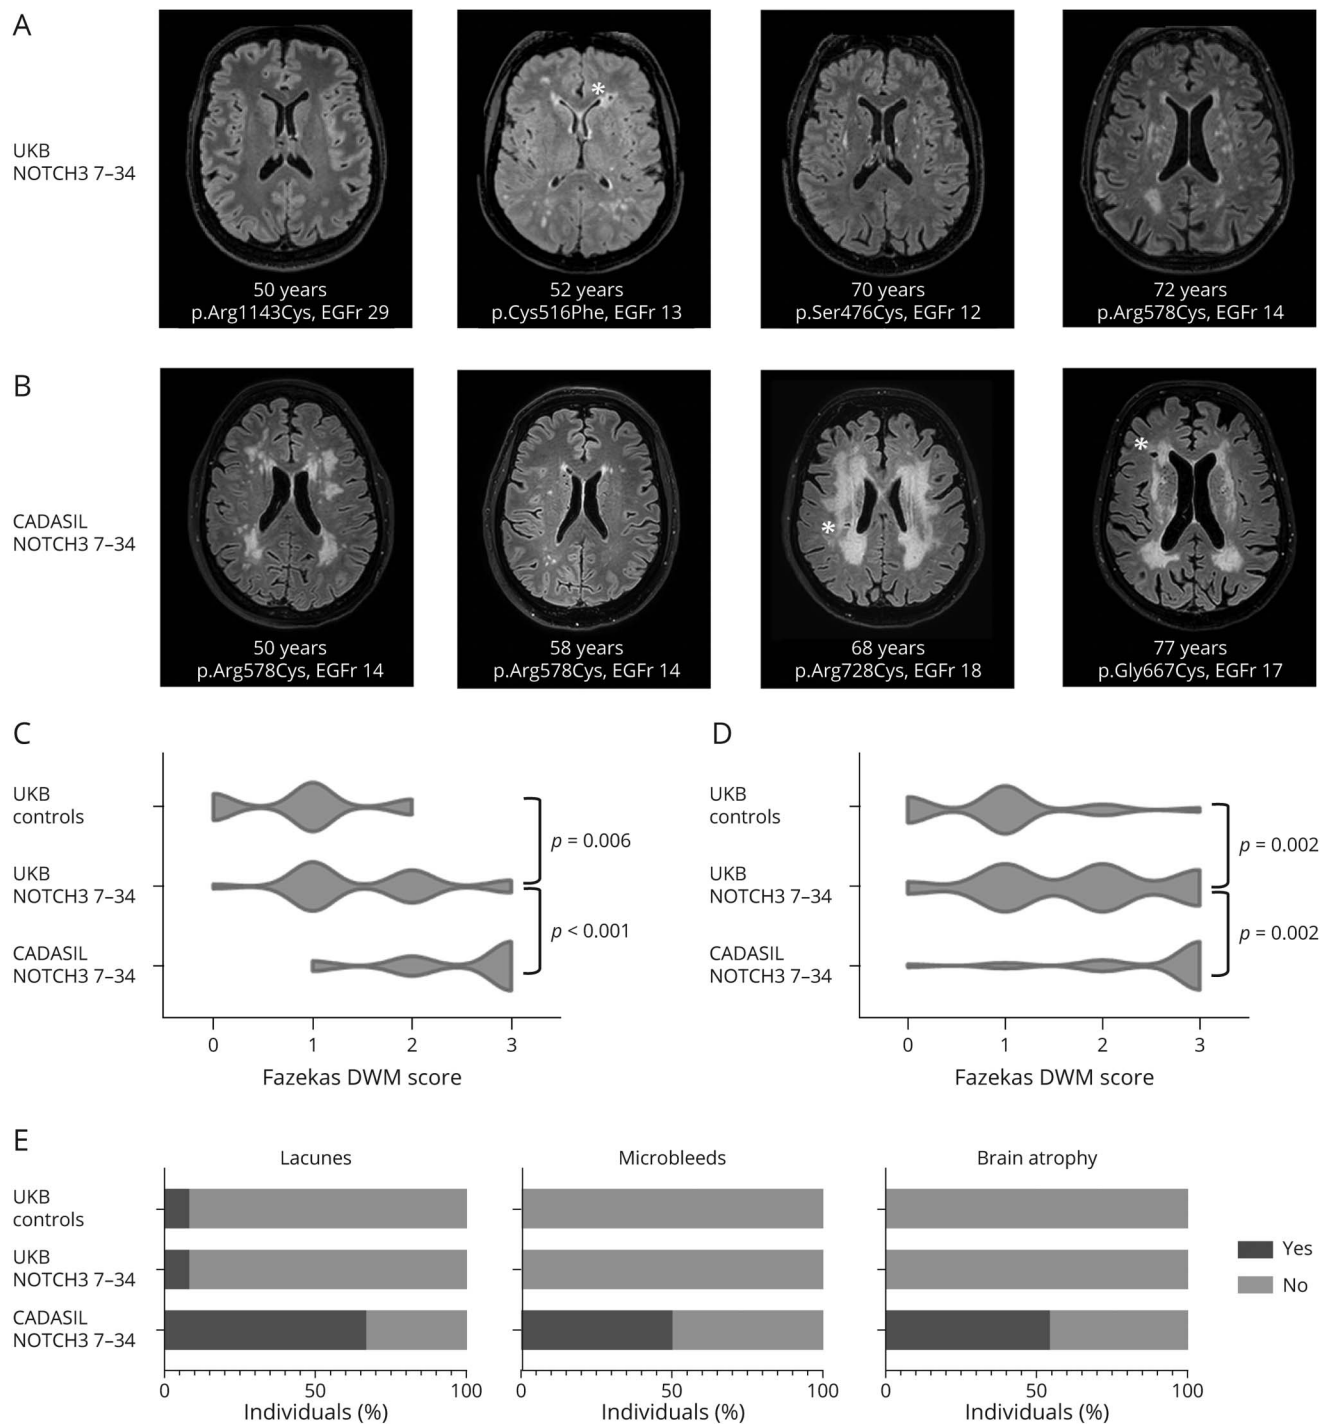 A
UKB
NOTCH3 7–34
50 years
p.Arg1143Cys, EGFr 29
*
52 years
p.Cys516Phe, EGFr 13
70 years
p.Ser476Cys, EGFr 12
72 years
p.Arg578Cys, EGFr 14
B
CADASIL
NOTCH3 7–34
50 years
p.Arg578Cys, EGFr 14
58 years
p.Arg578Cys, EGFr 14
*
68 years
p.Arg728Cys, EGFr 18
*
77 years
p.Gly667Cys, EGFr 17
C
UKB
controls
UKB
NOTCH3 7–34
CADASIL
NOTCH3 7–34
p = 0.006
p < 0.001
0 1 2 3
Fazekas DWM score
D
UKB
controls
UKB
NOTCH3 7–34
CADASIL
NOTCH3 7–34
p = 0.002
p = 0.002
0 1 2 3
Fazekas DWM score
E
Lacunes
Microbleeds
Brain atrophy
UKB
controls
UKB
NOTCH3 7–34
CADASIL
NOTCH3 7–34
0 50 100
Individuals (%)
0 50 100
Individuals (%)
0 50 100
Individuals (%)
Yes
No